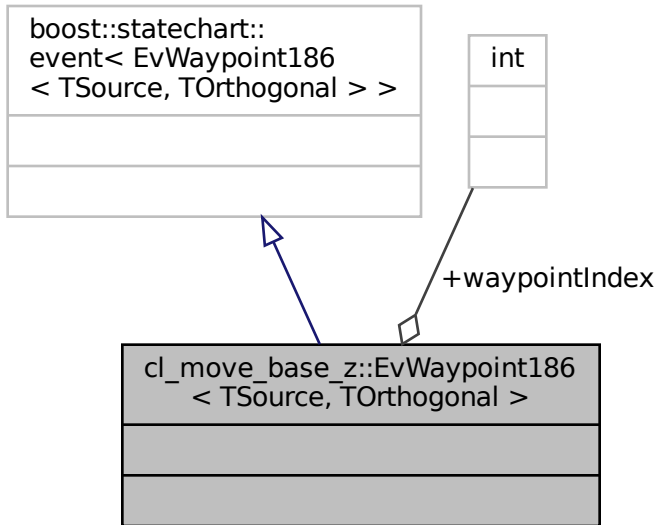 boost::statechart::
event< EvWaypoint186
< TSource, TOrthogonal > >
int
+waypointIndex
cl_move_base_z::EvWaypoint186
< TSource, TOrthogonal >